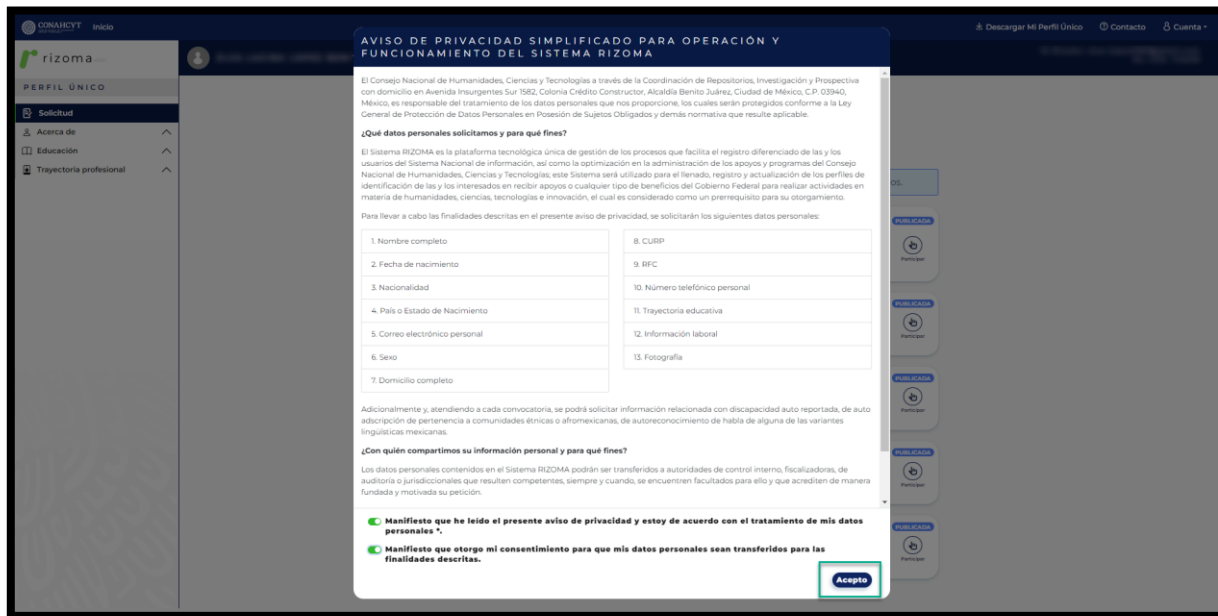 CONAHCYT Inicio
Descargar Mi Perfil Único Contacto Cuenta
rizoma
PERFIL ÚNICO
Solicitud
Acerca de
Educación
Trayectoria profesional
AVISO DE PRIVACIDAD SIMPLIFICADO PARA OPERACIÓN Y
FUNCIONAMIENTO DEL SISTEMA RIZOMA
El Consejo Nacional de Humanidades, Ciencias y Tecnologías a través de la Coordinación de Repositorios, Investigación y Prospectiva
con domicilio en Avenida Insurgentes Sur 1582, Colonia Crédito Constructor, Alcaldía Benito Juárez, Ciudad de México, C.P. 03940,
México, es responsable del tratamiento de los datos personales que nos proporcione, los cuales serán protegidos conforme a la Ley
General de Protección de Datos Personales en Posesión de Sujetos Obligados y demás normativa que resulte aplicable.
¿Qué datos personales solicitamos y para qué fines?
El Sistema RIZOMA es la plataforma tecnológica única de gestión de los procesos que facilita el registro diferenciado de las y los
usuarios del Sistema Nacional de información, así como la optimización en la administración de los apoyos y programas del Consejo
Nacional de Humanidades, Ciencias y Tecnologías; este Sistema será utilizado para el llenado, registro y actualización de los perfiles de
identificación de las y los interesados en recibir apoyos o cualquier tipo de beneficios del Gobierno Federal para realizar actividades en
materia de humanidades, ciencias, tecnologías e innovación, el cual es considerado como un prerrequisito para su otorgamiento.
Para llevar a cabo las finalidades descritas en el presente aviso de privacidad, se solicitarán los siguientes datos personales:
1. Nombre completo
2. Fecha de nacimiento
3. Nacionalidad
4. País o Estado de Nacimiento
5. Correo electrónico personal
6. Sexo
7. Domicilio completo
8. CURP
9. RFC
10. Número telefónico personal
11. Trayectoria educativa
12. Información laboral
13. Fotografía
Adicionalmente y, atendiendo a cada convocatoria, se podrá solicitar información relacionada con discapacidad auto reportada, de auto
adscripción de pertenencia a comunidades étnicas o afromexicanas, de autoreconocimiento de habla de alguna de las variantes
lingüísticas mexicanas.
¿Con quién compartimos su información personal y para qué fines?
Los datos personales contenidos en el Sistema RIZOMA podrán ser transferidos a autoridades de control interno, fiscalizadoras, de
auditoría o jurisdiccionales que resulten competentes, siempre y cuando, se encuentren facultados para ello y que acrediten de manera
fundada y motivada su petición.
Manifiesto que he leído el presente aviso de privacidad y estoy de acuerdo con el tratamiento de mis datos
personales *.
Manifiesto que otorgo mi consentimiento para que mis datos personales sean transferidos para las
finalidades descritas.
Acepto
OS.
PUBLICADA
Participar
PUBLICADA
Participar
PUBLICADA
Participar
PUBLICADA
Participar
PUBLICADA
Participar